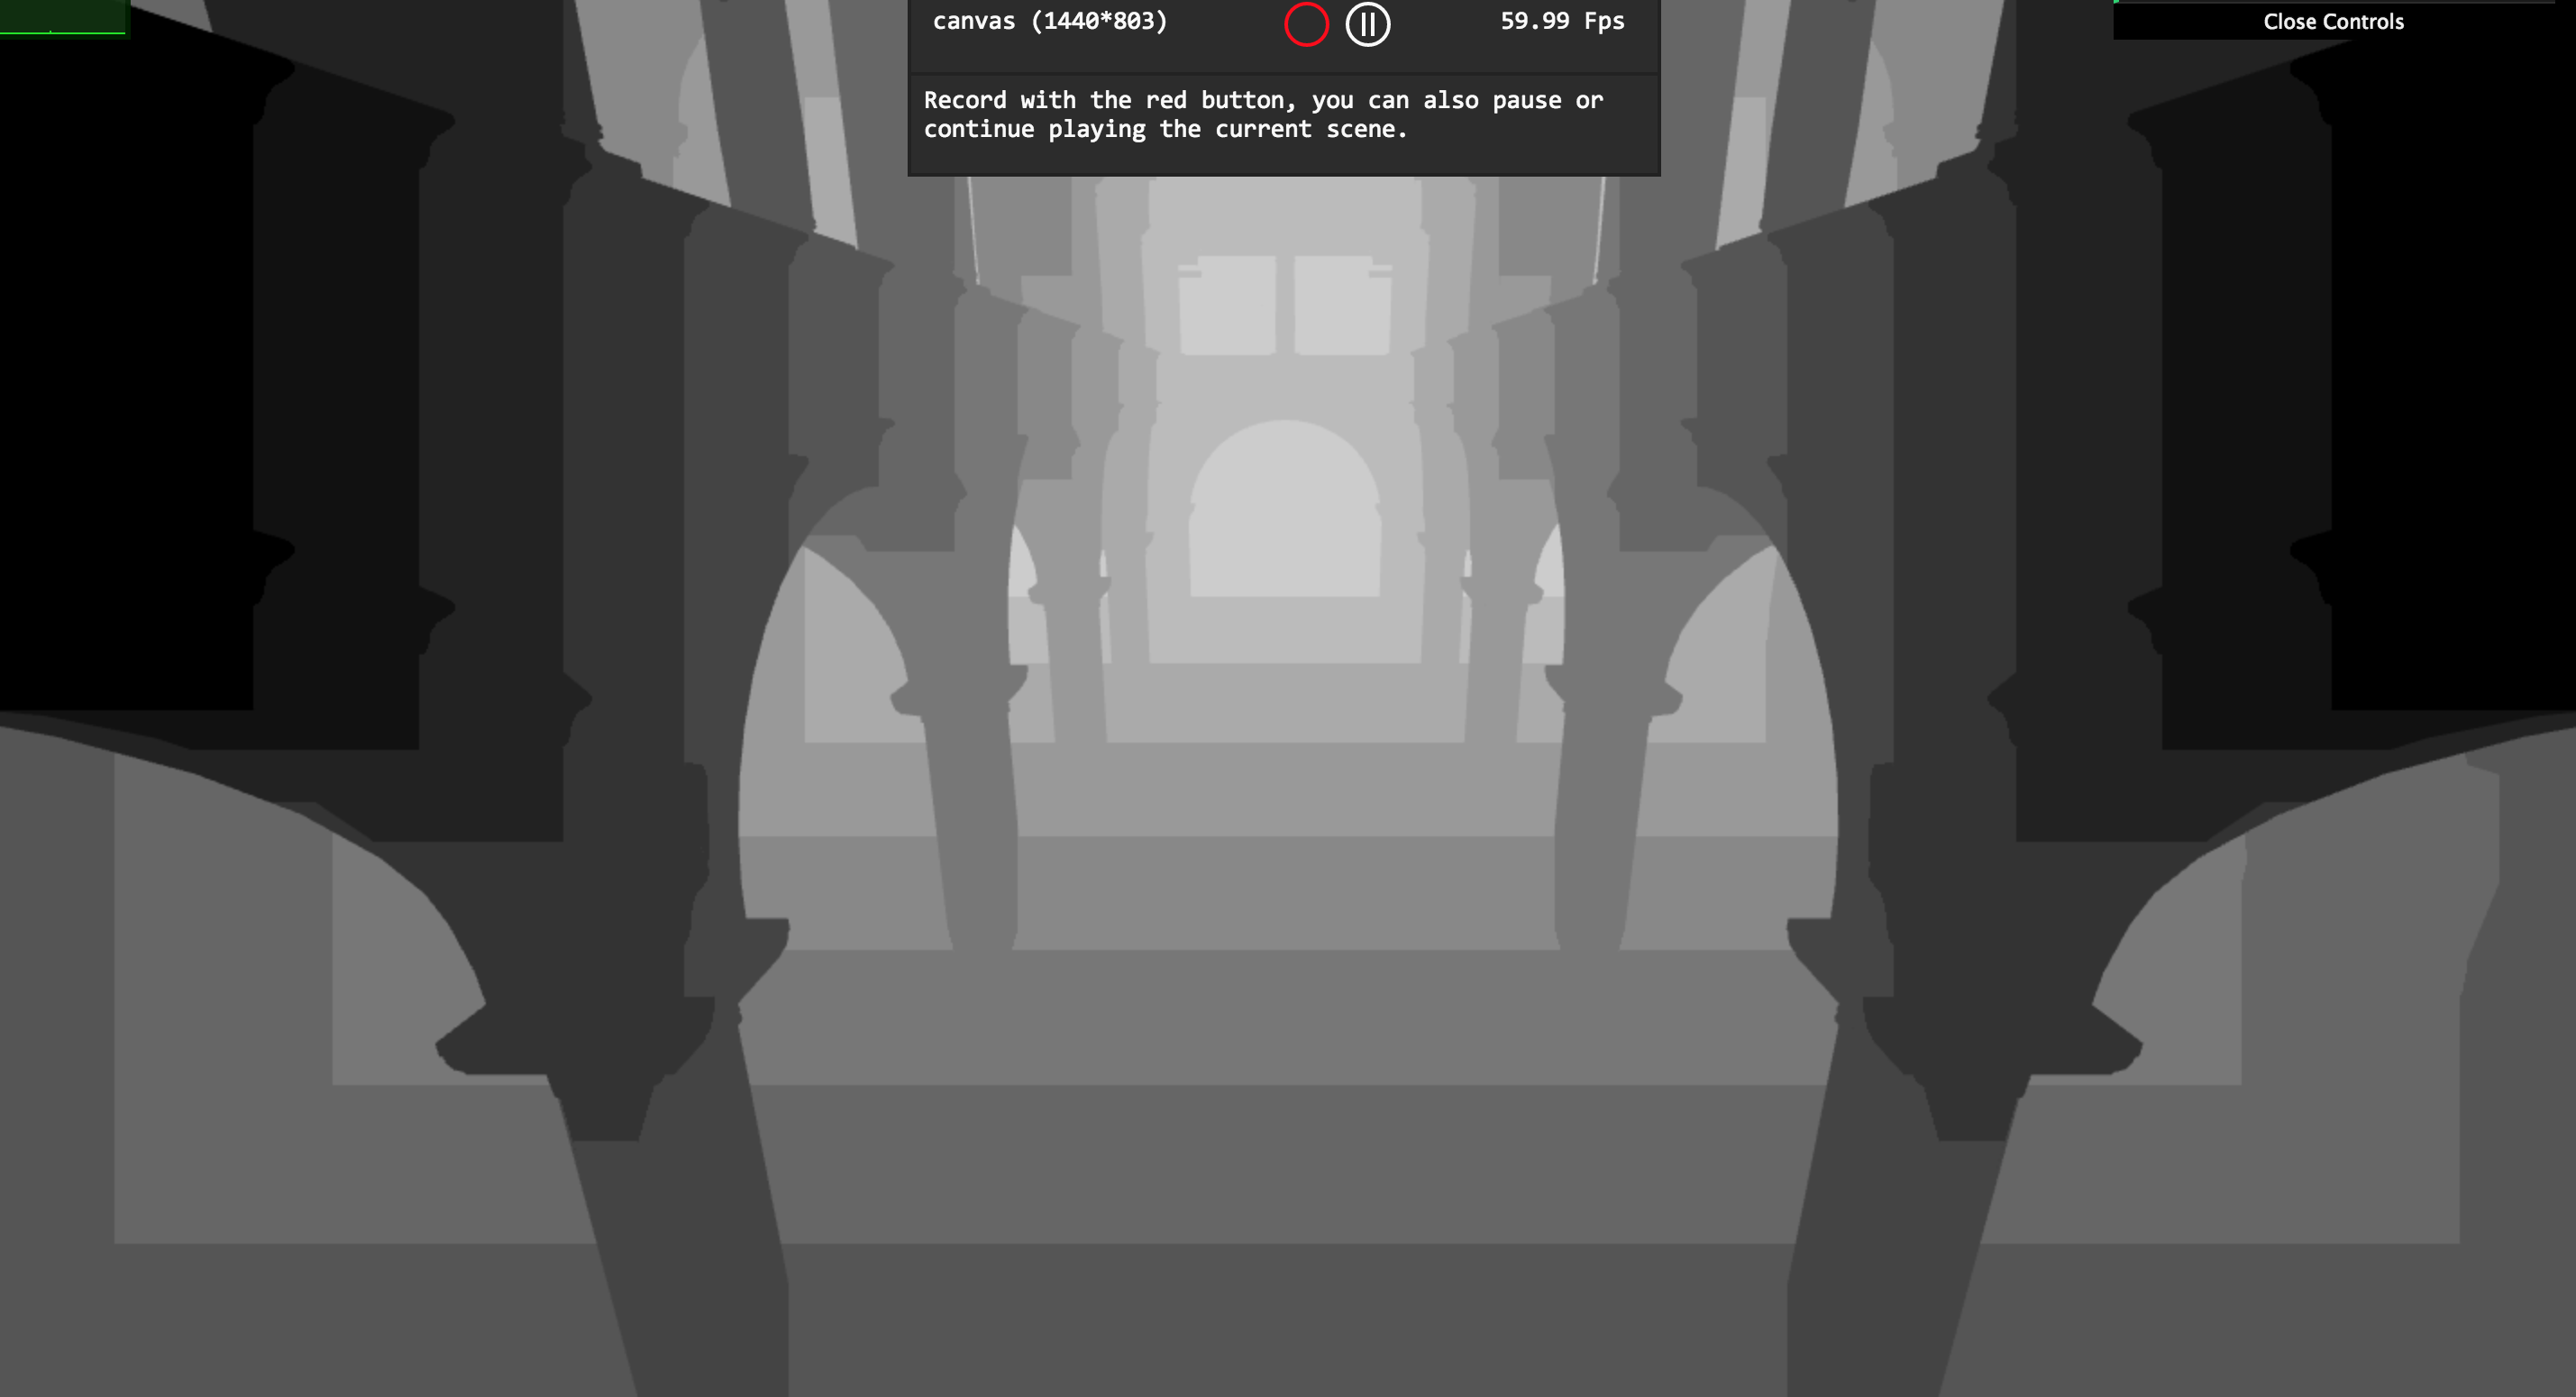 canvas (1440*803)
59.99 Fps
Close Controls
Record with the red button, you can also pause or
continue playing the current scene.